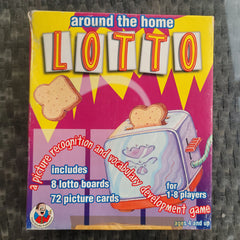 around the home
LOTTO
a picture recognition and vocabulary development game
includes
8 lotto boards
72 picture cards
for
1-8 players
ages 4 and up